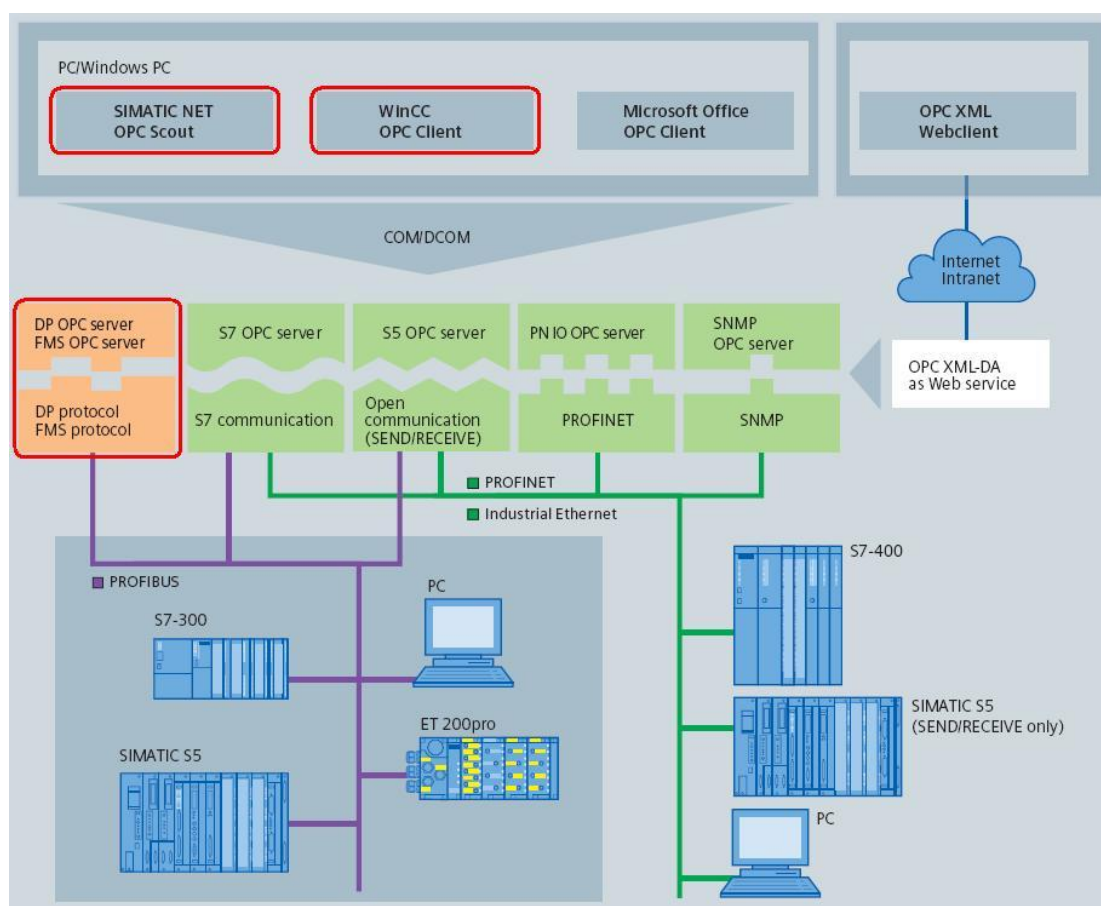 PC/Windows PC
SIMATIC NET
OPC Scout
WinCC
OPC Client
Microsoft Office
OPC Client
OPC XML
Webclient
COM/DCOM
Internet
Intranet
DP OPC server
FMS OPC server
S7 OPC server
S5 OPC server
PN IO OPC server
SNMP
OPC server
OPC XML-DA
as Web service
DP protocol
FMS protocol
S7 communication
Open
communication
(SEND/RECEIVE)
PROFINET
SNMP
PROFINET
Industrial Ethernet
PROFIBUS
S7-300
PC
S7-400
ET 200pro
SIMATIC S5
SIMATIC S5
(SEND/RECEIVE only)
PC